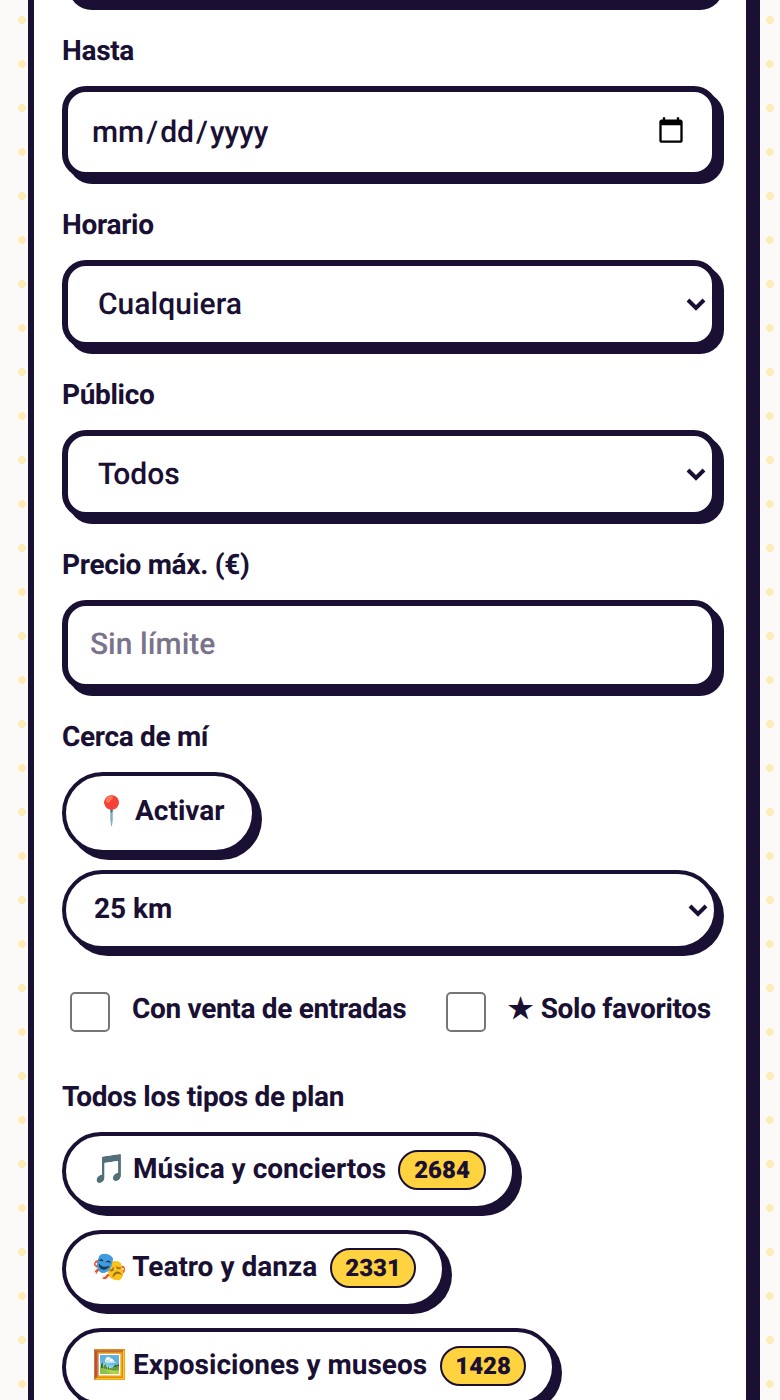 Hasta
mm/dd/yyyy
Horario
Cualquiera
Público
Todos
Precio máx. (€)
Sin límite
Cerca de mí
📍 Activar
25 km
Con venta de entradas ★ Solo favoritos
Todos los tipos de plan
🎵 Música y conciertos 2684
🎭 Teatro y danza 2331
🖼️ Exposiciones y museos 1428